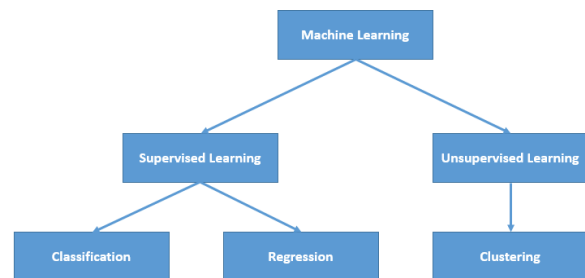 Machine Learning
Supervised Learning
Unsupervised Learning
Classification
Regression
Clustering